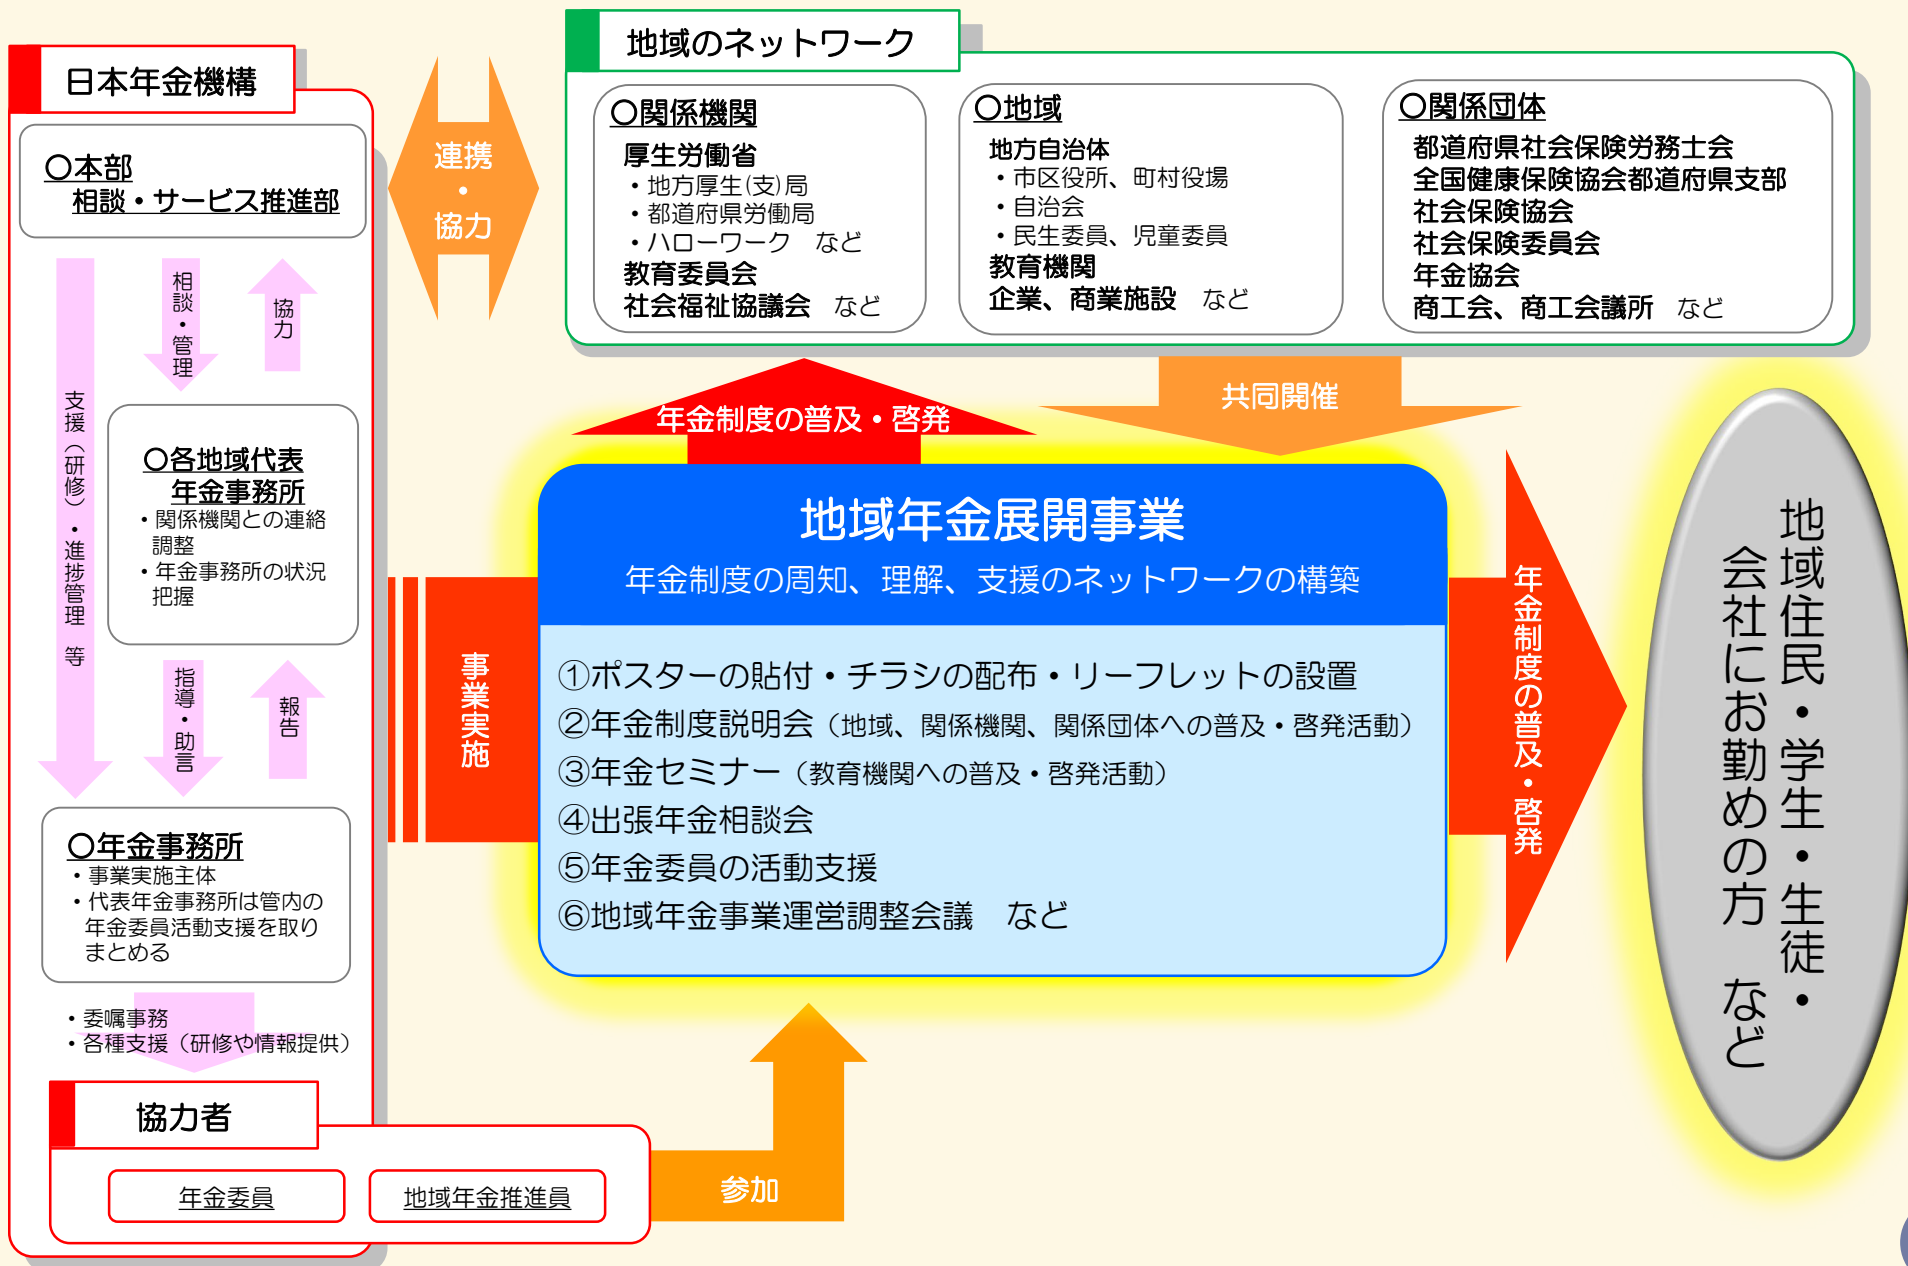 日本年金機構
○本部
相談・サービス推進部
相談・管理
協力
支援（研修）・進捗管理　等
○各地域代表
年金事務所
・関係機関との連絡
調整
・年金事務所の状況
把握
指導・助言
報告
○年金事務所
・事業実施主体
・代表年金事務所は管内の
年金委員活動支援を取り
まとめる
・委嘱事務
・各種支援（研修や情報提供）
協力者
年金委員
地域年金推進員
連携
・
協力
地域のネットワーク
○関係機関
厚生労働省
・地方厚生(支)局
・都道府県労働局
・ハローワーク　など
教育委員会
社会福祉協議会　など
○地域
地方自治体
・市区役所、町村役場
・自治会
・民生委員、児童委員
教育機関
企業、商業施設　など
○関係団体
都道府県社会保険労務士会
全国健康保険協会都道府県支部
社会保険協会
社会保険委員会
年金協会
商工会、商工会議所　など
年金制度の普及・啓発
共同開催
事業実施
地域年金展開事業
年金制度の周知、理解、支援のネットワークの構築
①ポスターの貼付・チラシの配布・リーフレットの設置
②年金制度説明会（地域、関係機関、関係団体への普及・啓発活動）
③年金セミナー（教育機関への普及・啓発活動）
④出張年金相談会
⑤年金委員の活動支援
⑥地域年金事業運営調整会議　など
参加
年金制度の普及・啓発
地域住民・学生・生徒・
会社にお勤めの方　など